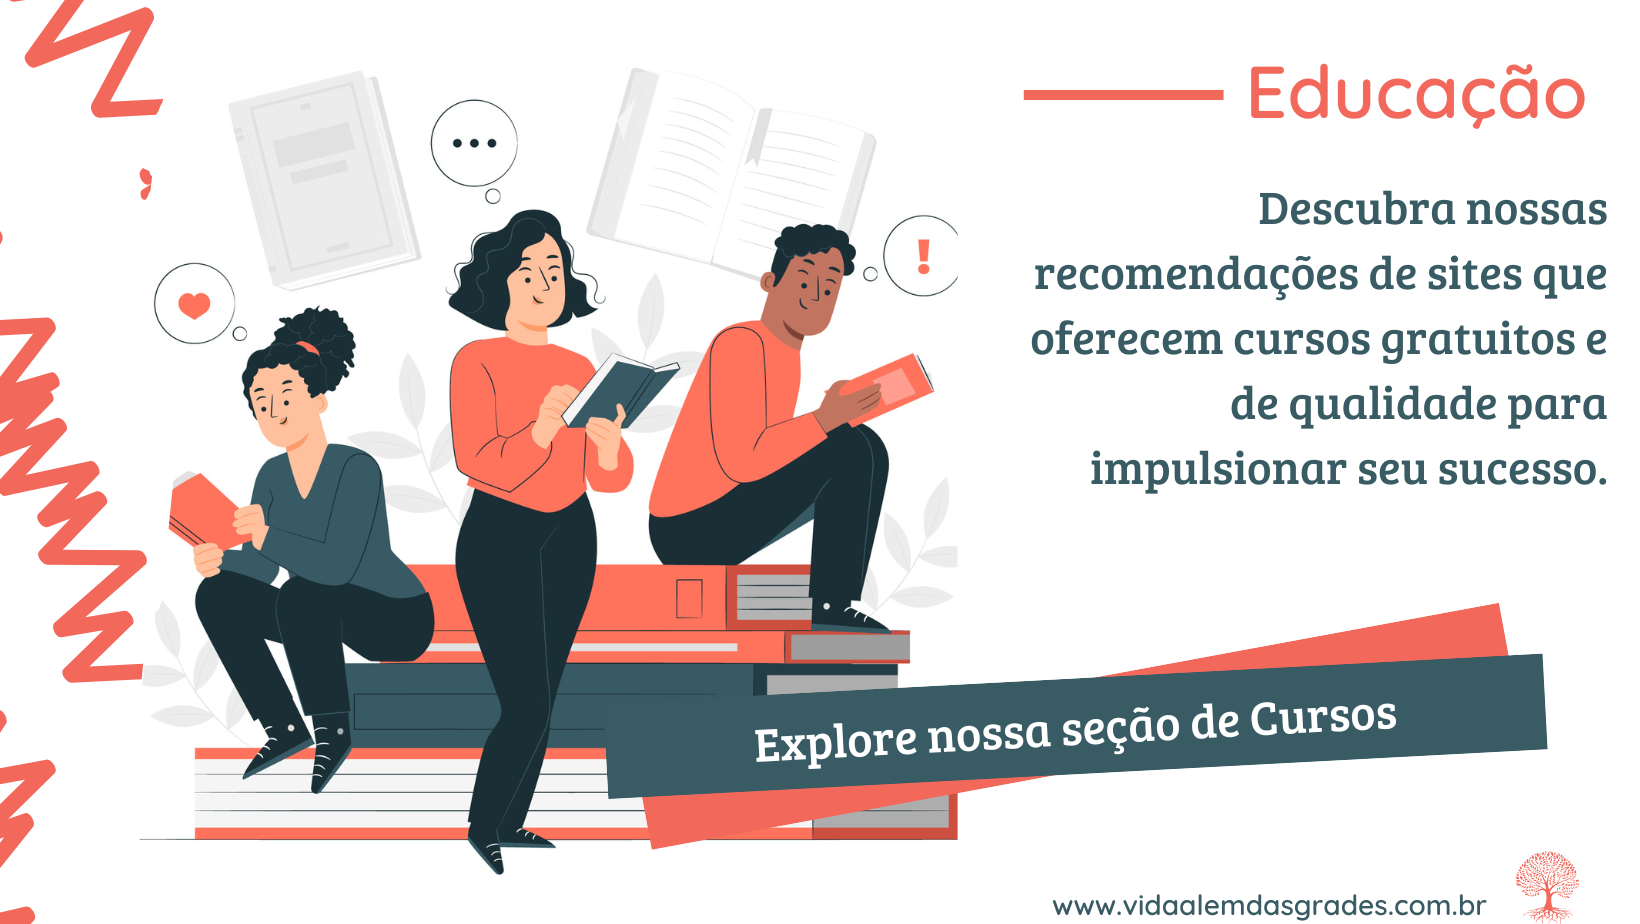 Educação
Descubra nossas
recomendações de sites que
oferecem cursos gratuitos e
de qualidade para
impulsionar seu sucesso.
Explore nossa seção de Cursos
www.vidaalemdasgrades.com.br